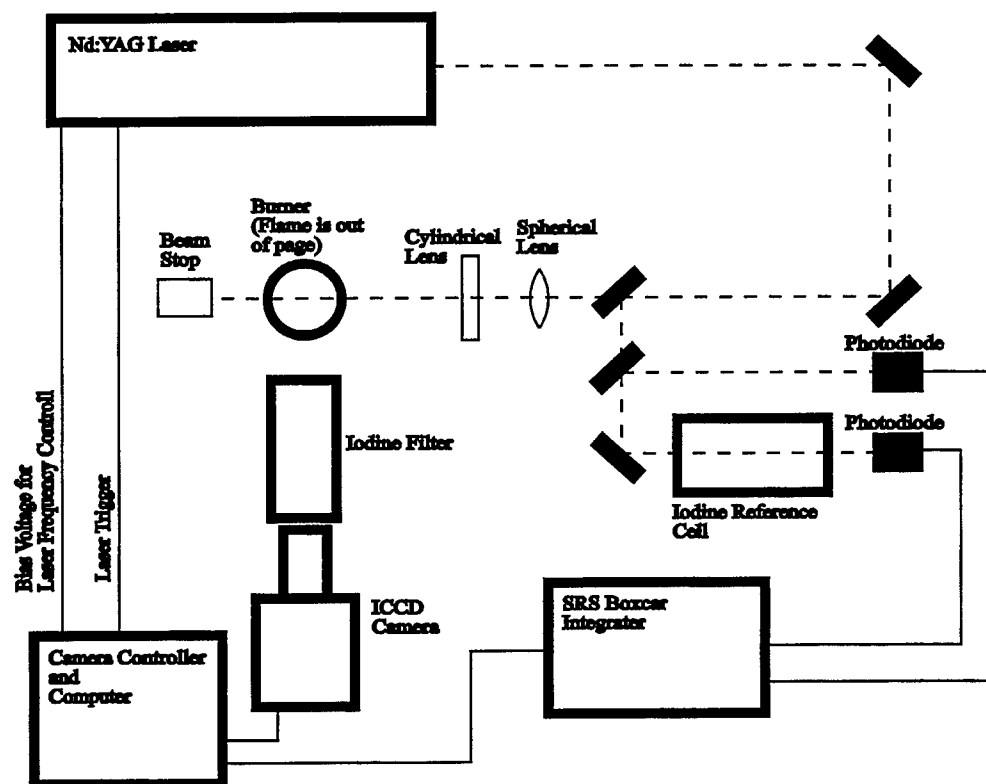 Nd:YAG Laser
Burner
(Flame is out
of page)
Beam
Stop
Cylindrical
Lens
Spherical
Lens
Photodiode
Photodiode
Iodine Filter
Iodine Reference
Cell
Bias Voltage for
Laser Frequency Controll
Laser Trigger
ICCD
Camera
SRS Boxcar
Integrater
Camera Controller
and
Computer